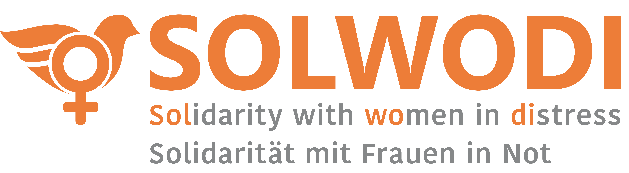 SOLWODI
Solidarity with women in distress
Solidarität mit Frauen in Not